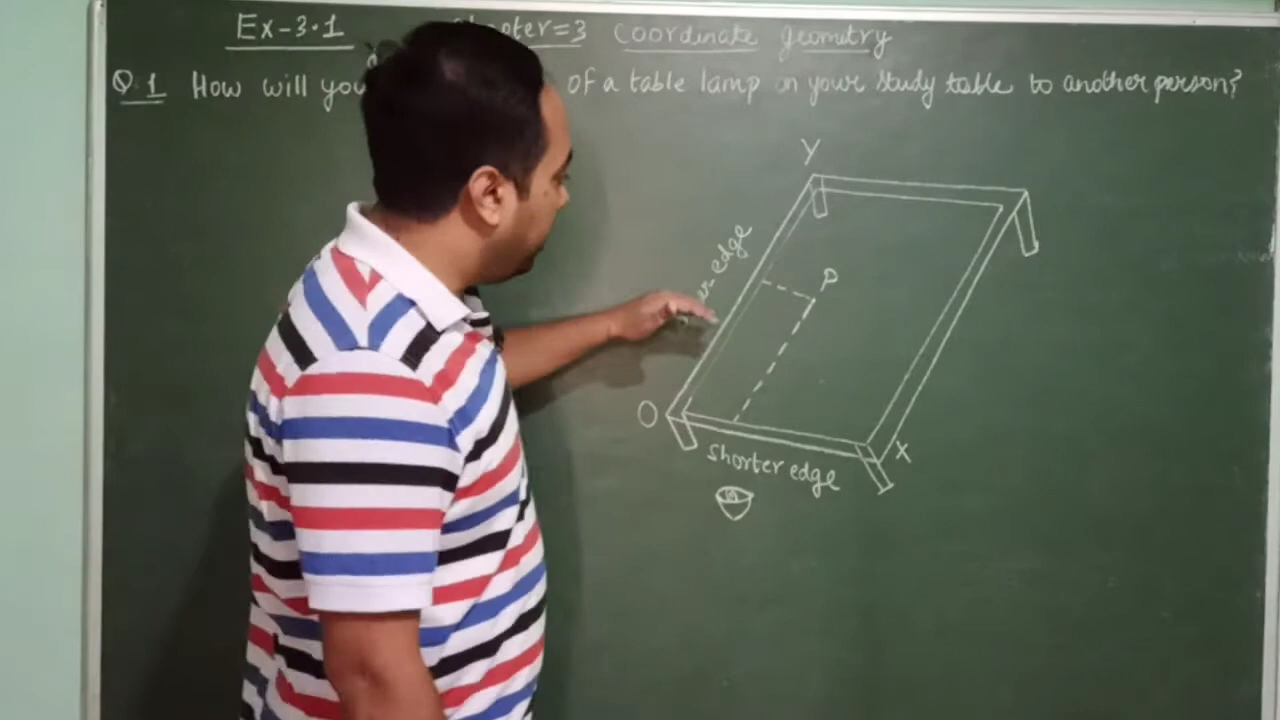 Ex-3.1 =3 Coordinate geometry
Q.1 How will you of a table lamp on your study table to another person?
Y
edge
P
O
X
shorter edge